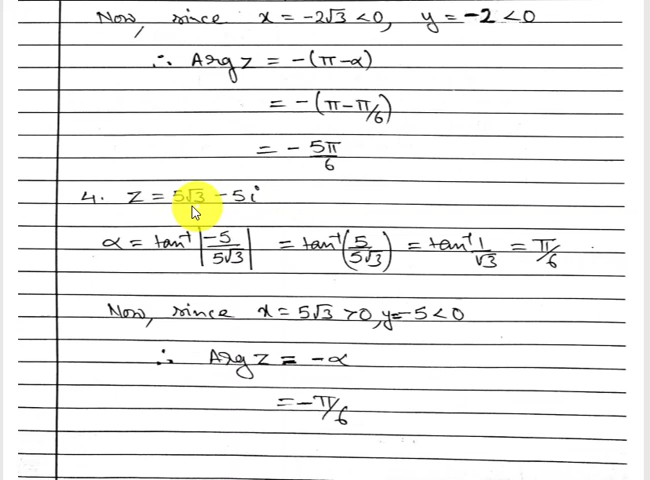 Now, since x = -2√3 <0, y = -2 <0
∴ Arg z = -(π-α)
= -(π-π/6)
= - 5π/6
4. z = 5√3 - 5i
α = tan⁻¹|-5/5√3| = tan⁻¹(5/5√3) = tan⁻¹ 1/√3 = π/6
Now, since x = 5√3 >0, y=-5<0
∴ Arg z = -α
= -π/6